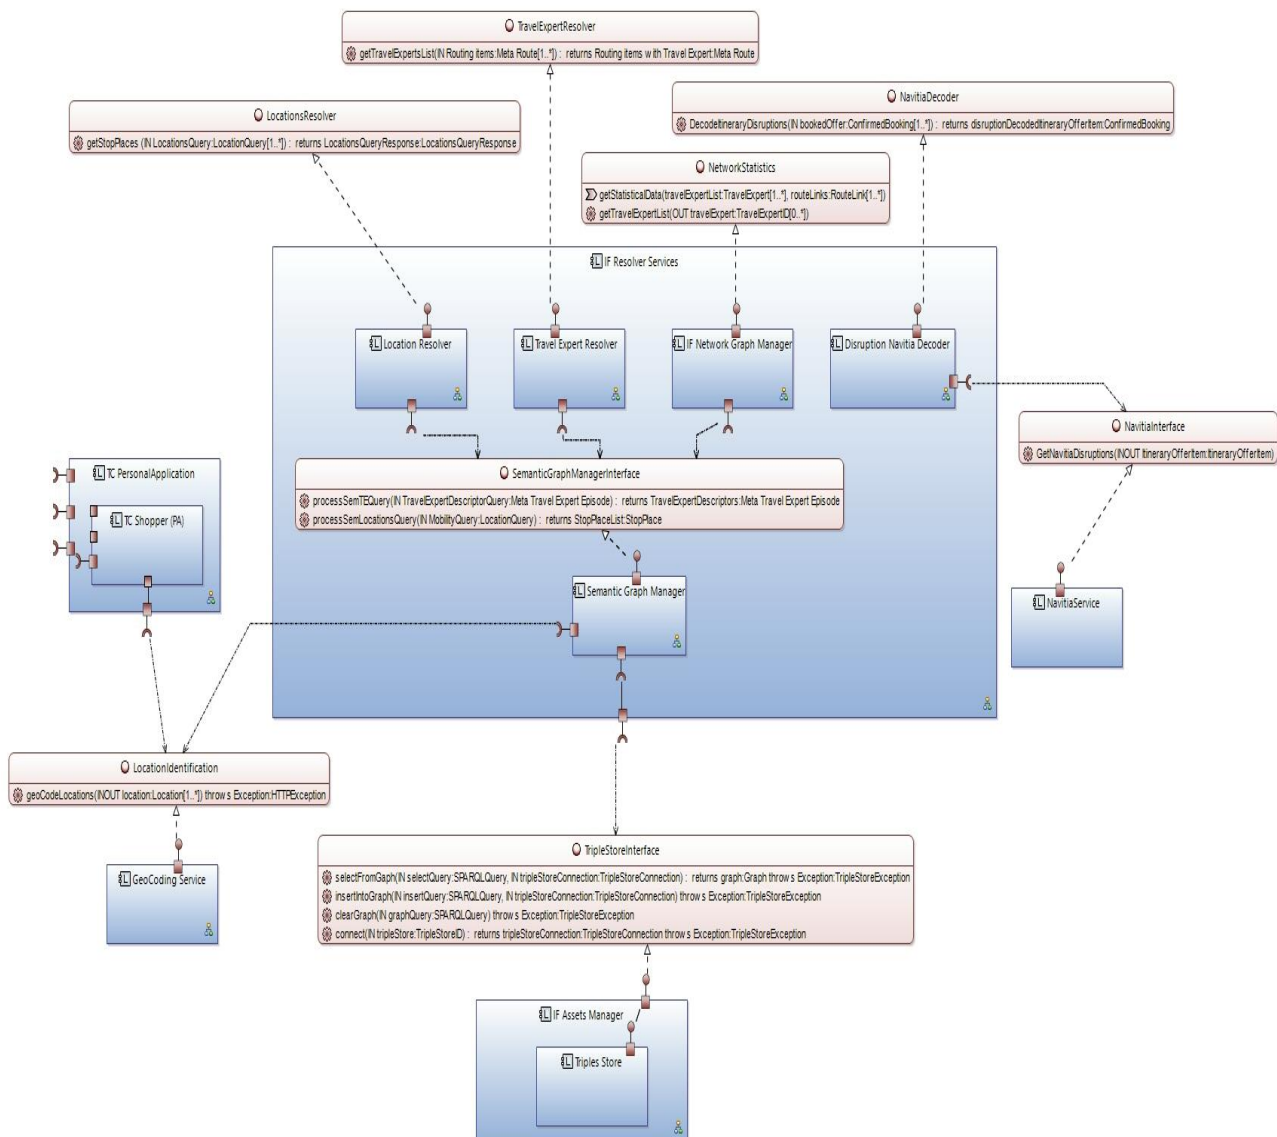 TravelExpertResolver
getTravelExpertsList(IN Routing items:Meta Route[1..*]) : returns Routing items with Travel Expert:Meta Route
NavitiaDecoder
DecodeItineraryDisruptions(IN bookedOffer:ConfirmedBooking[1..*]) : returns disruptionDecodedItineraryOfferItem:ConfirmedBooking
LocationsResolver
getStopPlaces (IN LocationsQuery:LocationQuery[1..*]) : returns LocationsQueryResponse:LocationsQueryResponse
NetworkStatistics
getStatisticalData(travelExpertList:TravelExpert[1..*], routeLinks:RouteLink[1..*])
getTravelExpertList(OUT travelExpert:TravelExpertID[0..*])
IF Resolver Services
Location Resolver
Travel Expert Resolver
IF Network Graph Manager
Disruption Navitia Decoder
NavitiaInterface
GetNavitiaDisruptions(INOUT ItineraryOfferItem:ItineraryOfferItem)
SemanticGraphManagerInterface
processSemTEQuery(IN TravelExpertDescriptorQuery:Meta Travel Expert Episode) : returns TravelExpertDescriptors:Meta Travel Expert Episode
processSemLocationsQuery(IN MobilityQuery:LocationQuery) : returns StopPlaceList:StopPlace
TC PersonalApplication
TC Shopper (PA)
Semantic Graph Manager
NavitiaService
LocationIdentification
geoCodeLocations(INOUT location:Location[1..*]) throws Exception:HTTPException
GeoCoding Service
TripleStoreInterface
selectFromGaph(IN selectQuery:SPARQLQuery, IN tripleStoreConnection:TripleStoreConnection) : returns graph:Graph throws Exception:TripleStoreException
insertIntoGraph(IN insertQuery:SPARQLQuery, IN tripleStoreConnection:TripleStoreConnection) throws Exception:TripleStoreException
clearGraph(IN graphQuery:SPARQLQuery) throws Exception:TripleStoreException
connect(IN tripleStore:TripleStoreID) : returns tripleStoreConnection:TripleStoreConnection throws Exception:TripleStoreException
IF Assets Manager
Triples Store